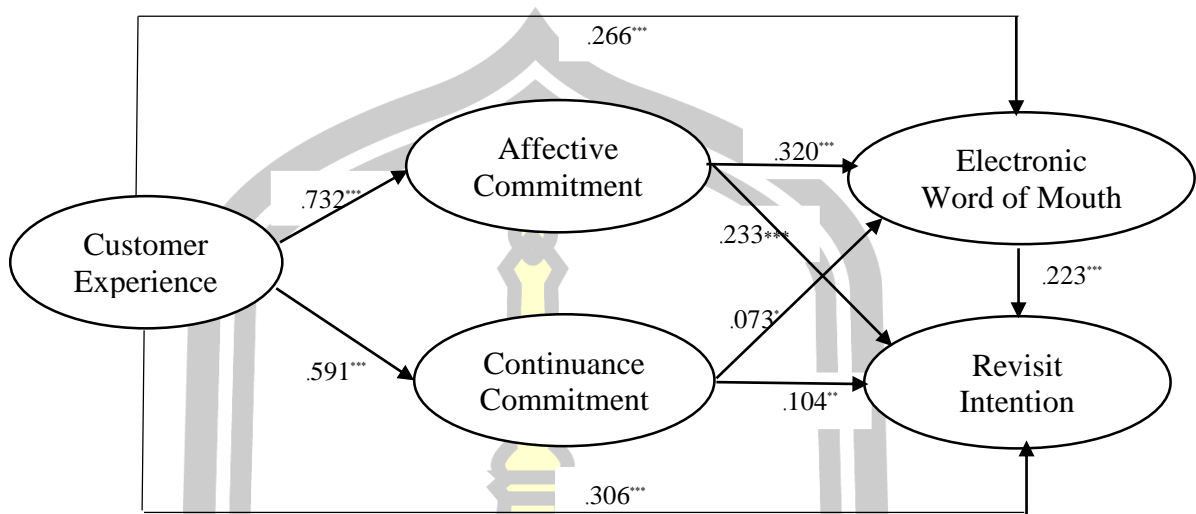 .266***
Affective
Commitment
.320***
Electronic
Word of Mouth
.732***
.233***
Customer
Experience
.223***
.073*
Continuance
Commitment
.591***
Revisit
Intention
.104**
.306***